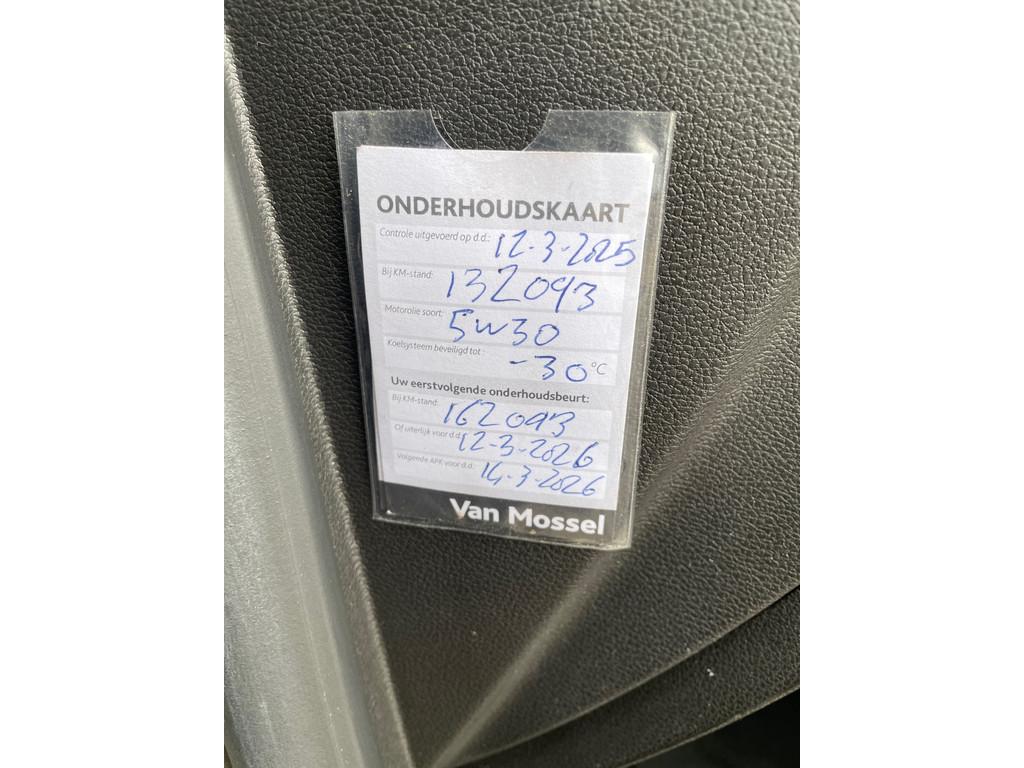 ONDERHOUDSKAART
Controle uitgevoerd op d.d.: 12-3-2025
Bij KM-stand: 132093
Motorolie soort: 5w30
Koelsysteem beveiligd tot: -30 °C
Uw eerstvolgende onderhoudsbeurt:
Bij KM-stand: 162093
Of uiterlijk voor d.d. 12-3-2026
Volgende APK voor d.d.: 14-3-2026
Van Mossel